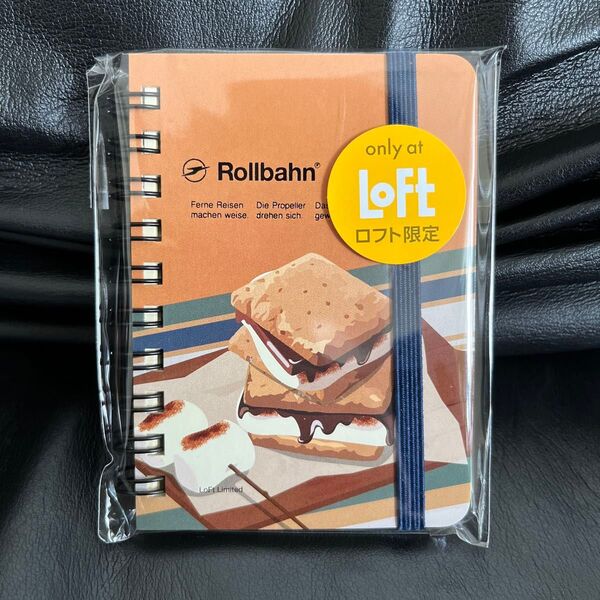 Rollbahn
Ferne Reisen Die Propeller
machen weise. drehen sich.
only at
LoFt
ロフト限定
LoFt Limited